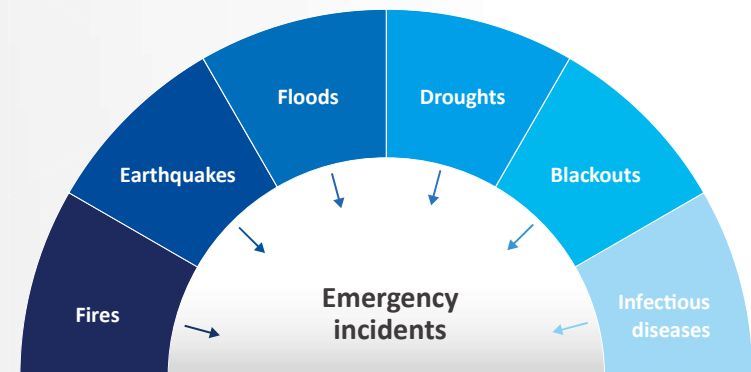 Fires
Earthquakes
Floods
Droughts
Blackouts
Infectious
diseases
Emergency
incidents